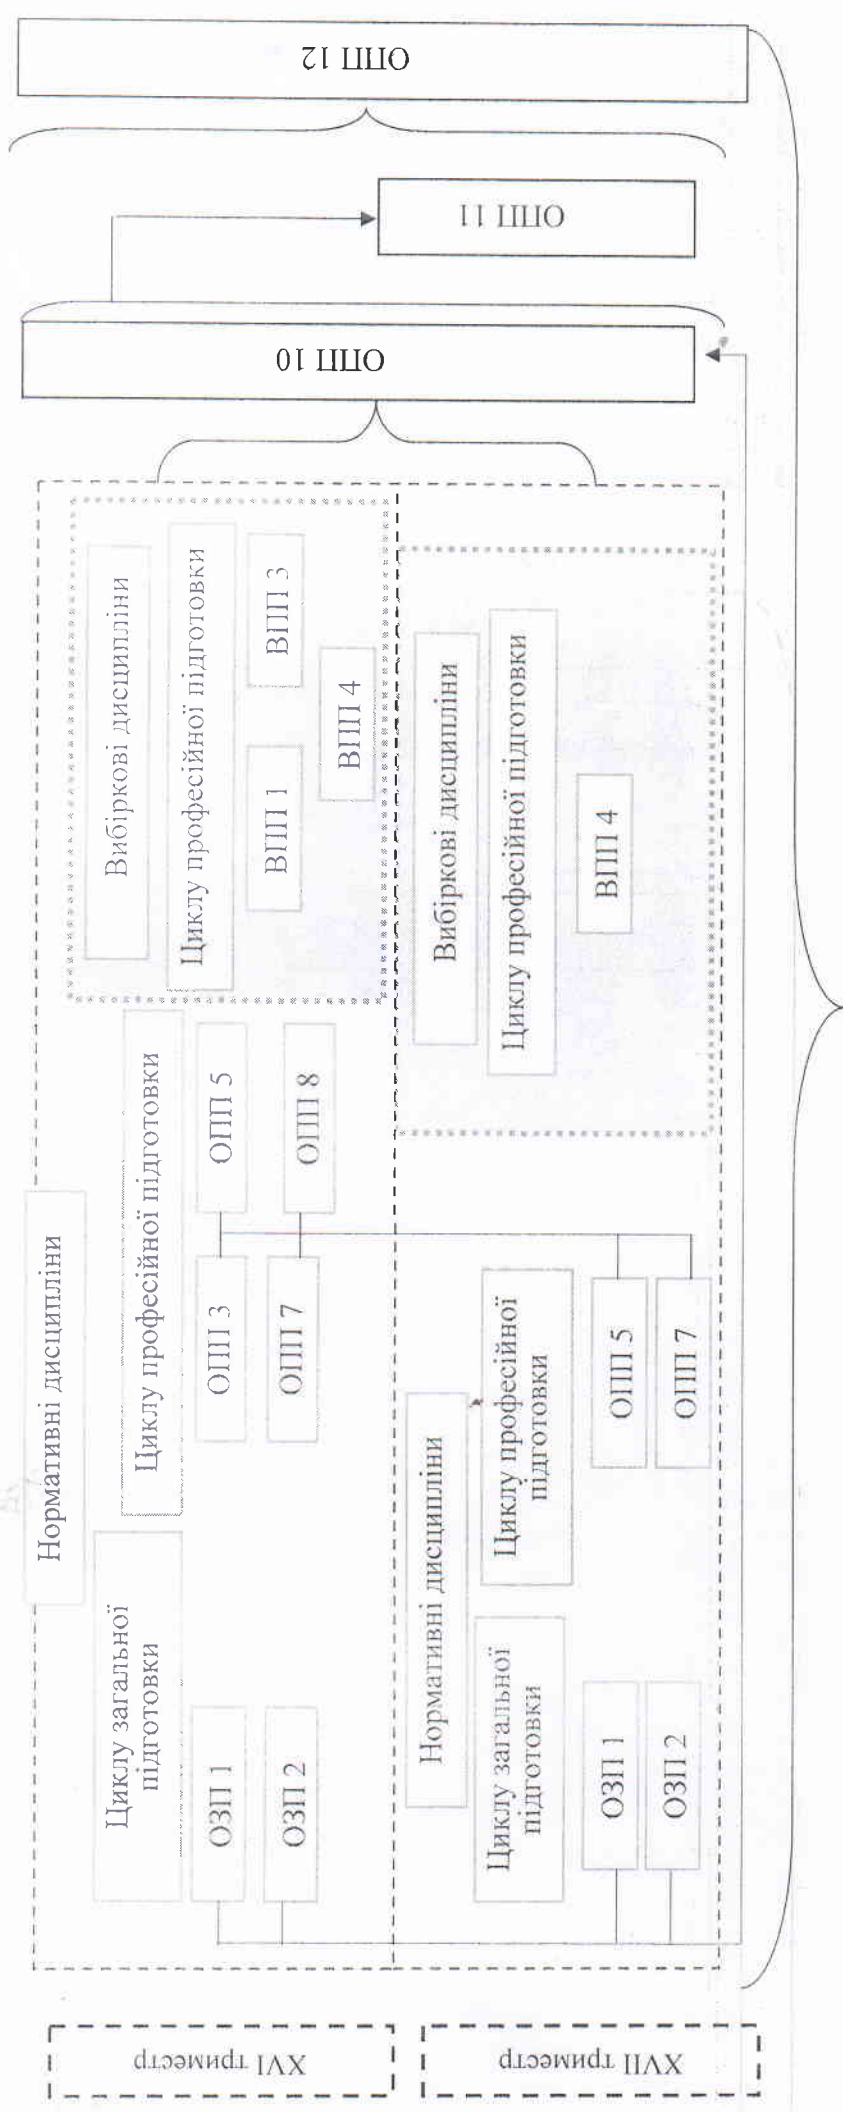 XVI триместр
Нормативні дисципліни
Циклу загальної
підготовки
ОЗП 1
ОЗП 2
Циклу професійної підготовки
ОПП 3
ОПП 5
ОПП 7
ОПП 8
Вибіркові дисципліни
Циклу професійної підготовки
ВПП 1
ВПП 3
ВПП 4
XVII триместр
Нормативні дисципліни
Циклу загальної
підготовки
ОЗП 1
ОЗП 2
Циклу професійної
підготовки
ОПП 5
ОПП 7
Вибіркові дисципліни
Циклу професійної підготовки
ВПП 4
ОПП 10
ОПП 11
ОПП 12